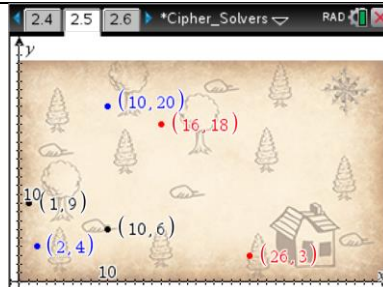 2.4 2.5 2.6 *Cipher_Solvers RAD
y
(10,20)
(16,18)
10 (1,9)
(10,6)
(2,4)
(26,3)
10
x